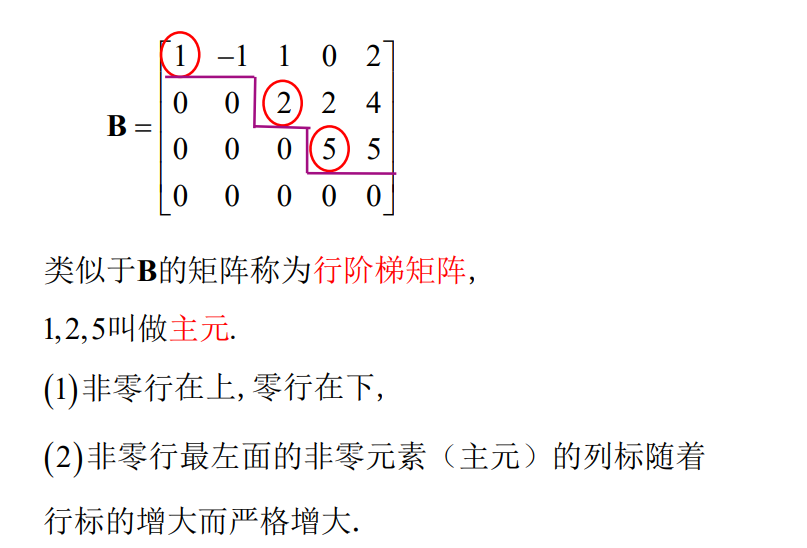 1 −1 1 0 2
0 0 2 2 4
B =
0 0 0 5 5
0 0 0 0 0
类似于B的矩阵称为行阶梯矩阵,
1,2,5叫做主元.
(1)非零行在上,零行在下,
(2)非零行最左面的非零元素（主元）的列标随着
行标的增大而严格增大.